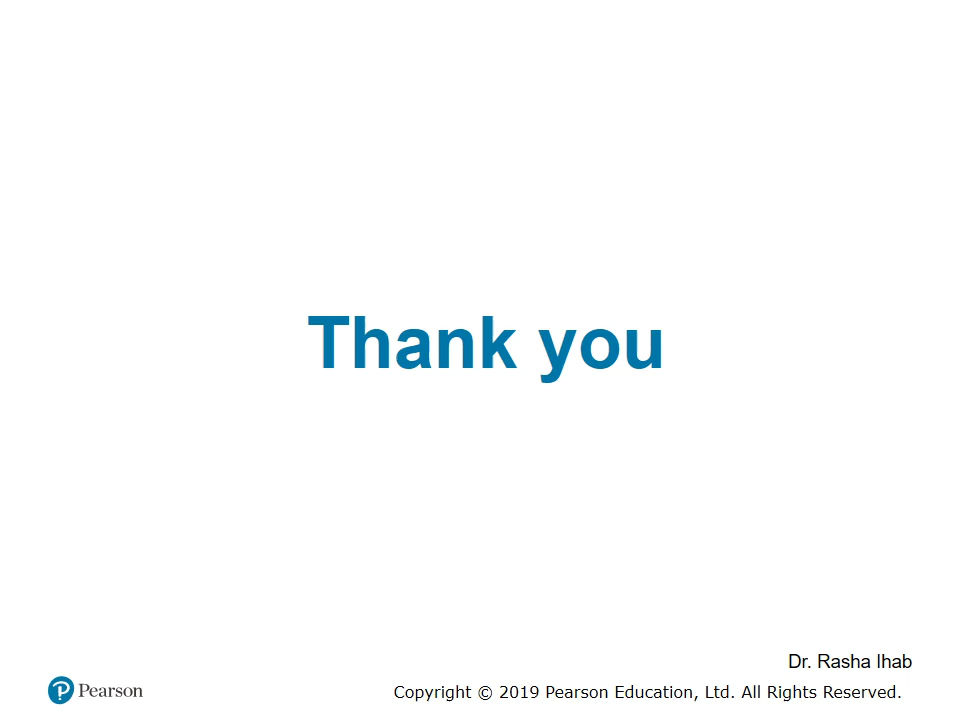 Thank you
Dr. Rasha Ihab
Pearson
Copyright © 2019 Pearson Education, Ltd. All Rights Reserved.